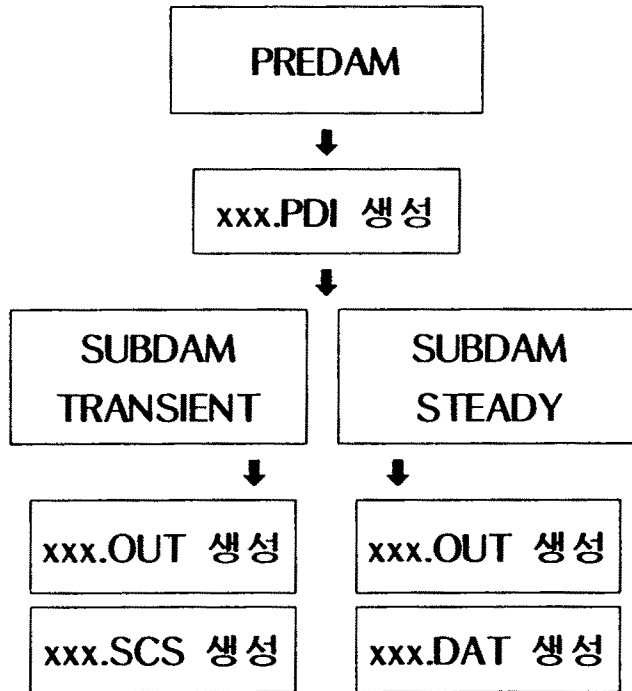 PREDAM
xxx.PDI 생성
SUBDAM
TRANSIENT
SUBDAM
STEADY
xxx.OUT 생성
xxx.OUT 생성
xxx.SCS 생성
xxx.DAT 생성